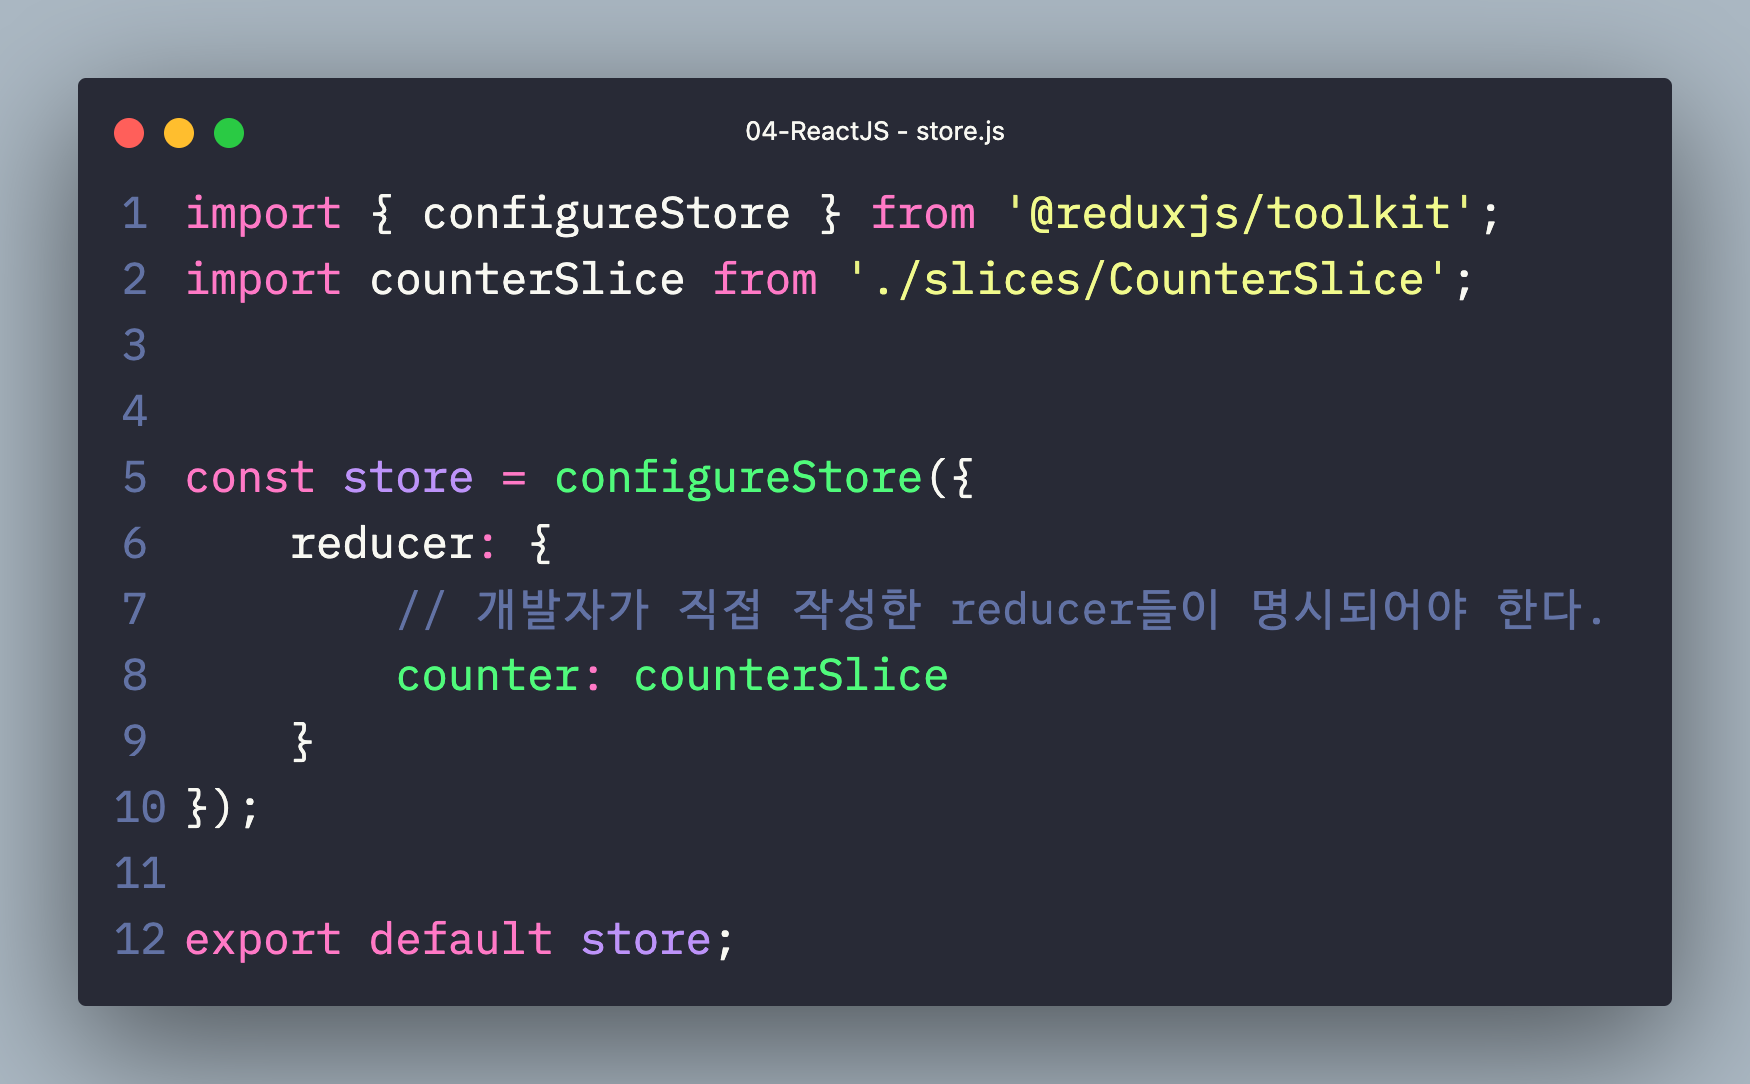 04-ReactJS - store.js
1 import { configureStore } from '@reduxjs/toolkit';
2 import counterSlice from './slices/CounterSlice';
3
4
5 const store = configureStore({
6     reducer: {
7         // 개발자가 직접 작성한 reducer들이 명시되어야 한다.
8         counter: counterSlice
9     }
10 });
11
12 export default store;